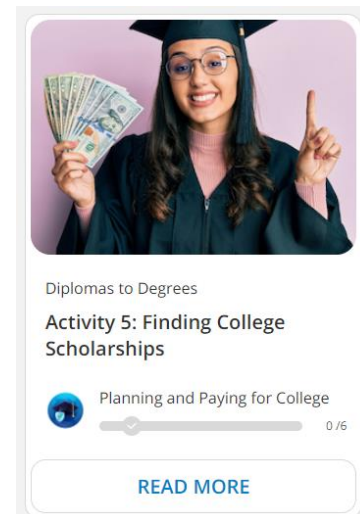 Diplomas to Degrees
Activity 5: Finding College
Scholarships
Planning and Paying for College
0 /6
READ MORE